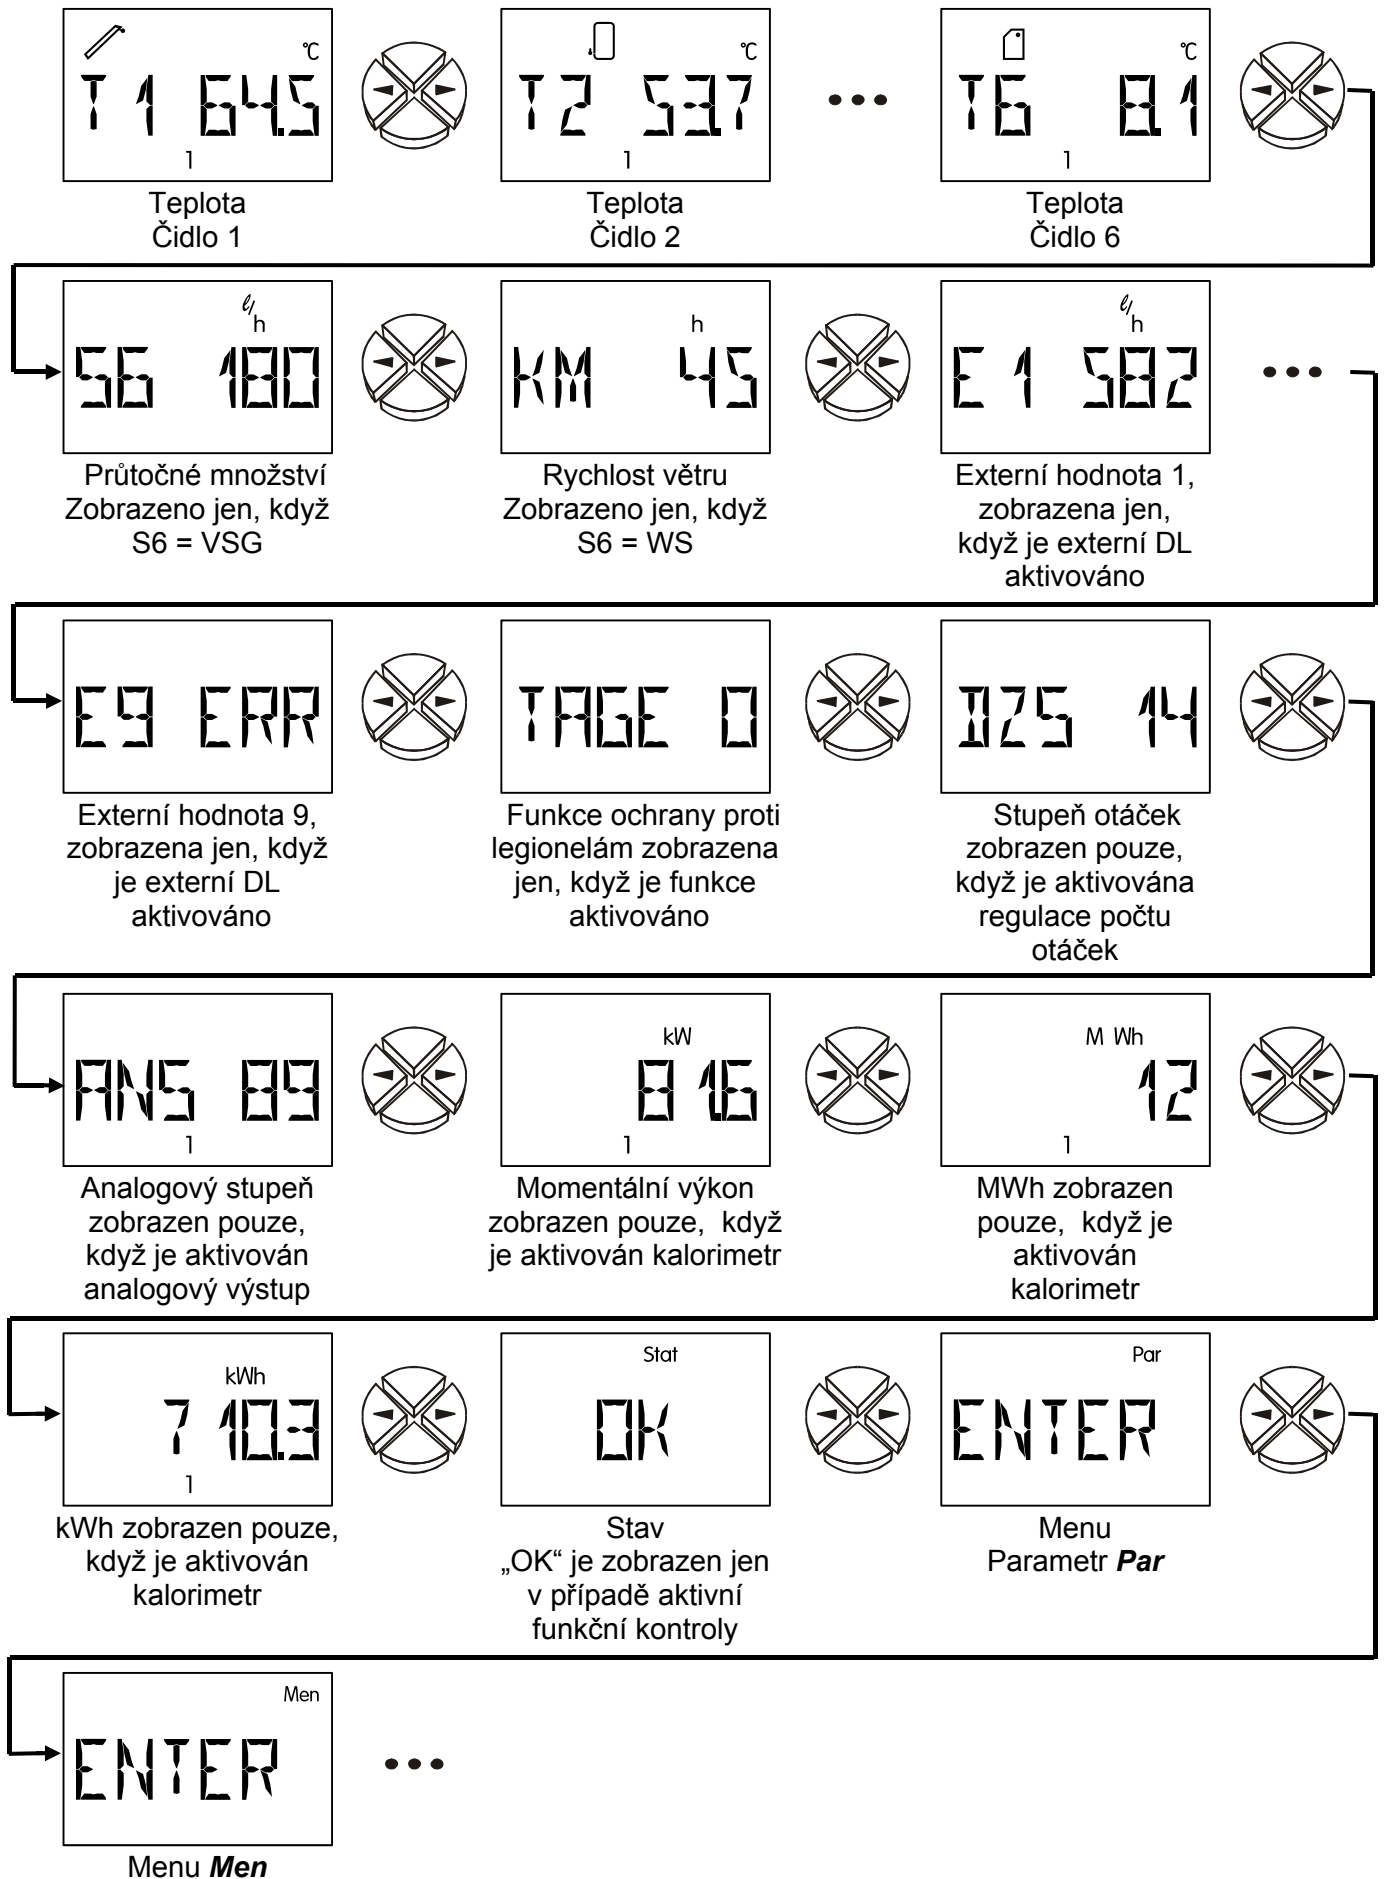 °C
T1 64.5
1
Teplota
Čidlo 1
°C
T2 53.7
1
Teplota
Čidlo 2
°C
T6 8.1
1
Teplota
Čidlo 6
l/h
S6 180
Průtočné množství
Zobrazeno jen, když
S6 = VSG
h
KM 45
Rychlost větru
Zobrazeno jen, když
S6 = WS
l/h
E1 582
Externí hodnota 1,
zobrazena jen,
když je externí DL
aktivováno
E9 ERR
Externí hodnota 9,
zobrazena jen, když
je externí DL
aktivováno
TAGE 0
Funkce ochrany proti
legionelám zobrazena
jen, když je funkce
aktivováno
DZS 14
Stupeň otáček
zobrazen pouze,
když je aktivována
regulace počtu
otáček
ANS 89
1
Analogový stupeň
zobrazen pouze,
když je aktivován
analogový výstup
kW
81.6
1
Momentální výkon
zobrazen pouze, když
je aktivován kalorimetr
M Wh
12
1
MWh zobrazen
pouze, když je
aktivován
kalorimetr
kWh
710.3
1
kWh zobrazen pouze,
když je aktivován
kalorimetr
Stat
OK
Stav
„OK“ je zobrazen jen
v případě aktivní
funkční kontroly
Par
ENTER
Menu
Parametr Par
Men
ENTER
Menu Men